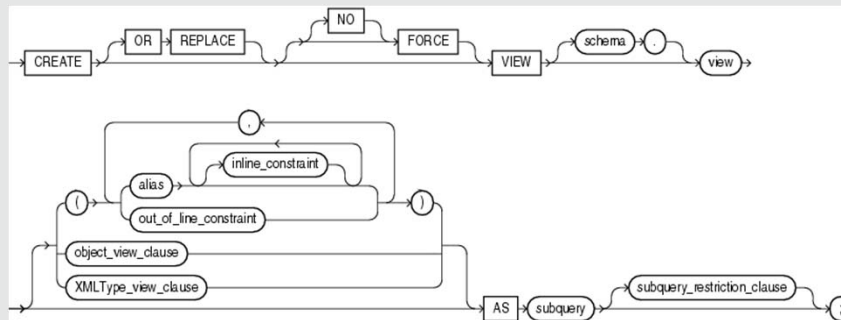 NO
OR REPLACE FORCE schema .
CREATE VIEW view
,
inline_constraint
alias
( )
out_of_line_constraint
object_view_clause
XMLType_view_clause subquery_restriction_clause
AS subquery ;